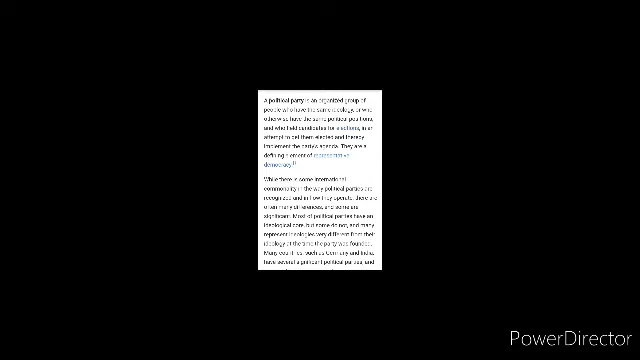 A political party is an organized group of
people who have the same ideology, or who
otherwise have the same political positions,
and who field candidates for elections, in an
attempt to get them elected and thereby
implement the party's agenda. They are a
defining element of representative
democracy.[1]
While there is some international
commonality in the way political parties are
recognized and in how they operate, there are
often many differences, and some are
significant. Most of political parties have an
ideological core, but some do not, and many
represent ideologies very different from their
ideology at the time the party was founded.
Many countries, such as Germany and India,
have several significant political parties, and
PowerDirector